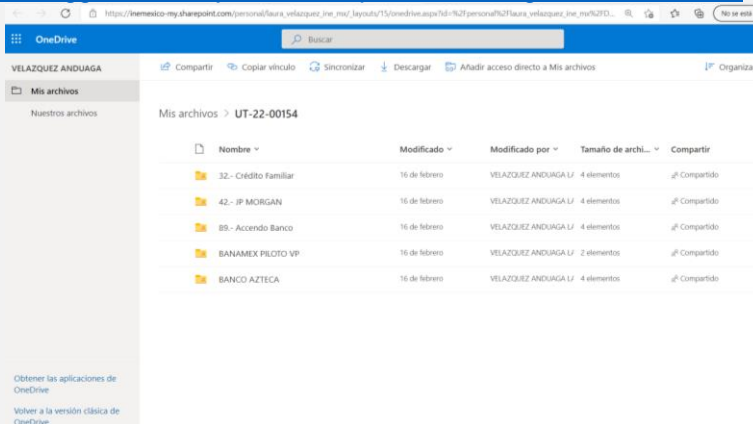 https://inemexico-my.sharepoint.com/personal/laura_velazquez_ine_mx/_layouts/15/onedrive.aspx?id=%2Fpersonal%2Flaura_velazquez_ine_mx%2FD... No se está
OneDrive Buscar
VELAZQUEZ ANDUAGA Compartir Copiar vínculo Sincronizar Descargar Añadir acceso directo a Mis archivos Organiza
Mis archivos
Nuestros archivos
Mis archivos > UT-22-00154
Nombre Modificado Modificado por Tamaño de archi... Compartir
32.- Crédito Familiar 16 de febrero VELAZQUEZ ANDUAGA 4 elementos Compartido
42.- JP MORGAN 16 de febrero VELAZQUEZ ANDUAGA 4 elementos Compartido
89.- Accendo Banco 16 de febrero VELAZQUEZ ANDUAGA 4 elementos Compartido
BANAMEX PILOTO VP 16 de febrero VELAZQUEZ ANDUAGA 2 elementos Compartido
BANCO AZTECA 16 de febrero VELAZQUEZ ANDUAGA 4 elementos Compartido
Obtener las aplicaciones de
OneDrive
Volver a la versión clásica de
OneDrive